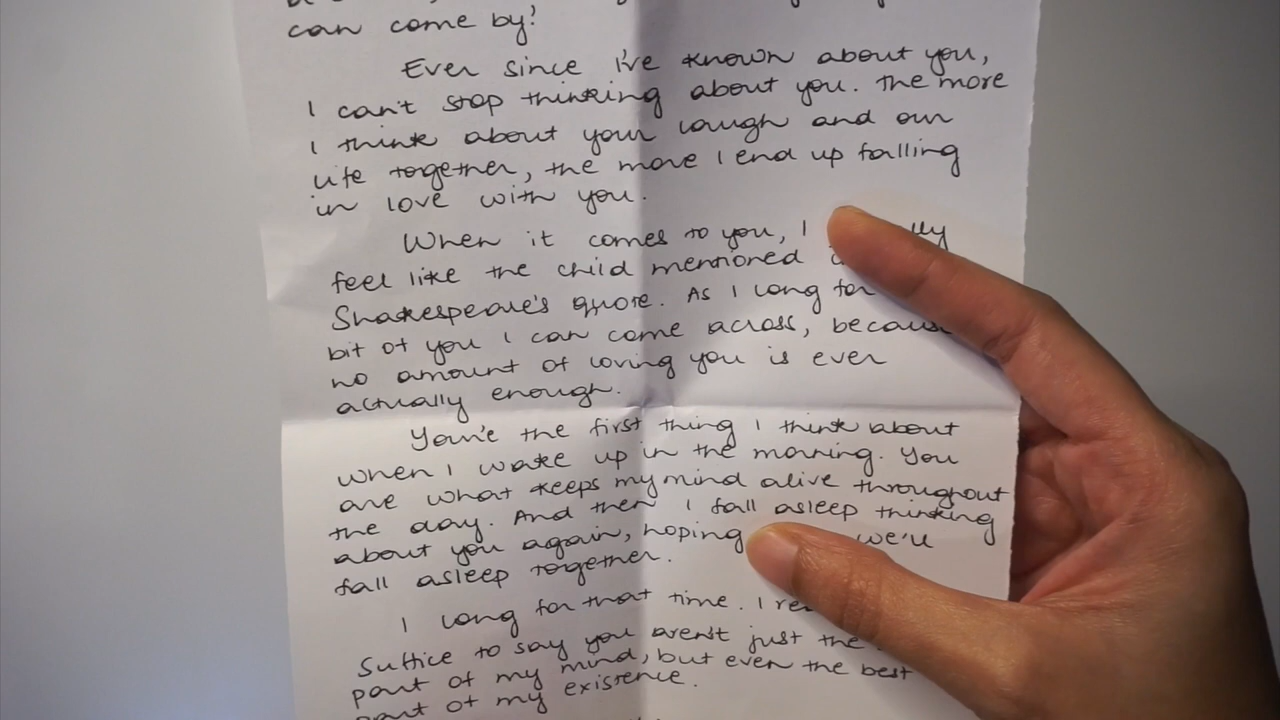 can come by!
Ever since i've known about you,
I can't stop thinking about you. The more
I think about your laugh and our
life together, the more I end up falling
in love with you.
When it comes to you, I
feel like the child mentioned
Shakespeare's quote. As I long for
bit of you I can come across, because
no amount of loving you is ever
actually enough.
You're the first thing I think about
when I wake up in the morning. You
are what keeps my mind alive throughout
the day. And then I fall asleep thinking
about you again, hoping we'll
fall asleep together.
I long for that time. I
Suffice to say you aren't just the
part of my mind, but even the best
part of my existence.